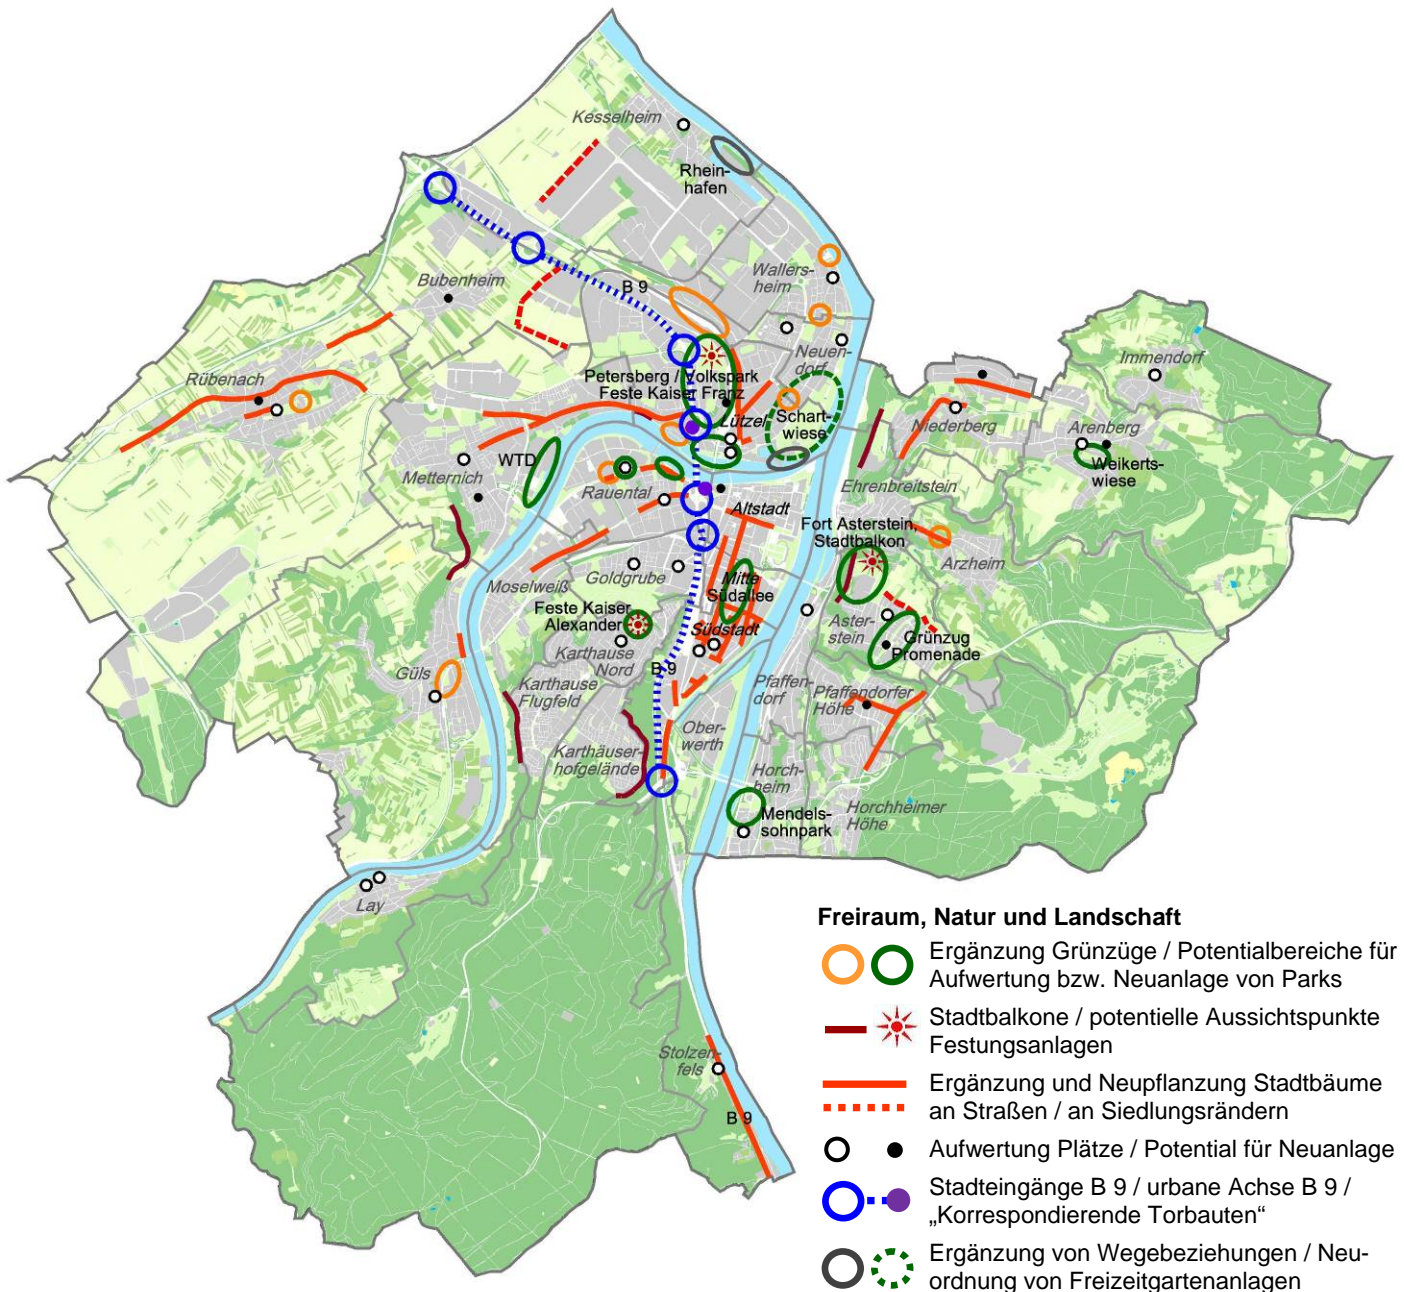 Kesselheim
Rhein-
hafen
Wallers-
heim
Bubenheim
B 9
Neuen-
dorf
Immendorf
Rübenach
Petersberg / Volkspark
Feste Kaiser Franz
Lützel
Schart-
wiese
Niederberg
Arenberg
Weikerts-
wiese
WTD
Metternich
Rauental
Ehrenbreitstein
Altstadt
Fort Asterstein,
Stadtbalkon
Arzheim
Moselweiß
Goldgrube
Mitte
Südallee
Feste Kaiser
Alexander
Aster-
stein
Grünzug
Promenade
Südstadt
Karthause
Nord
B 9
Güls
Karthause
Flugfeld
Pfaffen-
dorf
Pfaffendorfer
Höhe
Ober-
werth
Karthäuser-
hofgelände
Horch-
heim
Mendels-
sohnpark
Horchheimer
Höhe
Lay
Stolzen-
fels
B 9
Freiraum, Natur und Landschaft
Ergänzung Grünzüge / Potentialbereiche für
Aufwertung bzw. Neuanlage von Parks
Stadtbalkone / potentielle Aussichtspunkte
Festungsanlagen
Ergänzung und Neupflanzung Stadtbäume
an Straßen / an Siedlungsrändern
Aufwertung Plätze / Potential für Neuanlage
Stadteingänge B 9 / urbane Achse B 9 /
„Korrespondierende Torbauten“
Ergänzung von Wegebeziehungen / Neu-
ordnung von Freizeitgartenanlagen